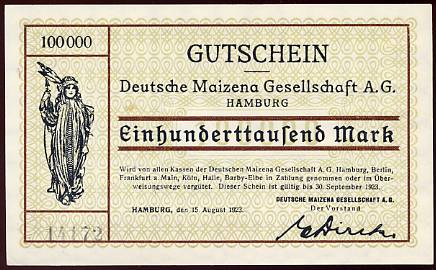 100000
GUTSCHEIN
Deutsche Maizena Gesellschaft A.G.
HAMBURG
Einhunderttausend Mark
Wird von allen Kassen der Deutschen Maizena Gesellschaft A.G. Hamburg, Berlin,
Frankfurt a. Main, Köln, Halle, Barby-Elbe in Zahlung genommen oder im Über-
weisungswege vergütet. Dieser Schein ist gültig bis 30. September 1923.
DEUTSCHE MAIZENA GESELLSCHAFT A.G.
HAMBURG, den 15 August 1923.
Der Vorstand
14172